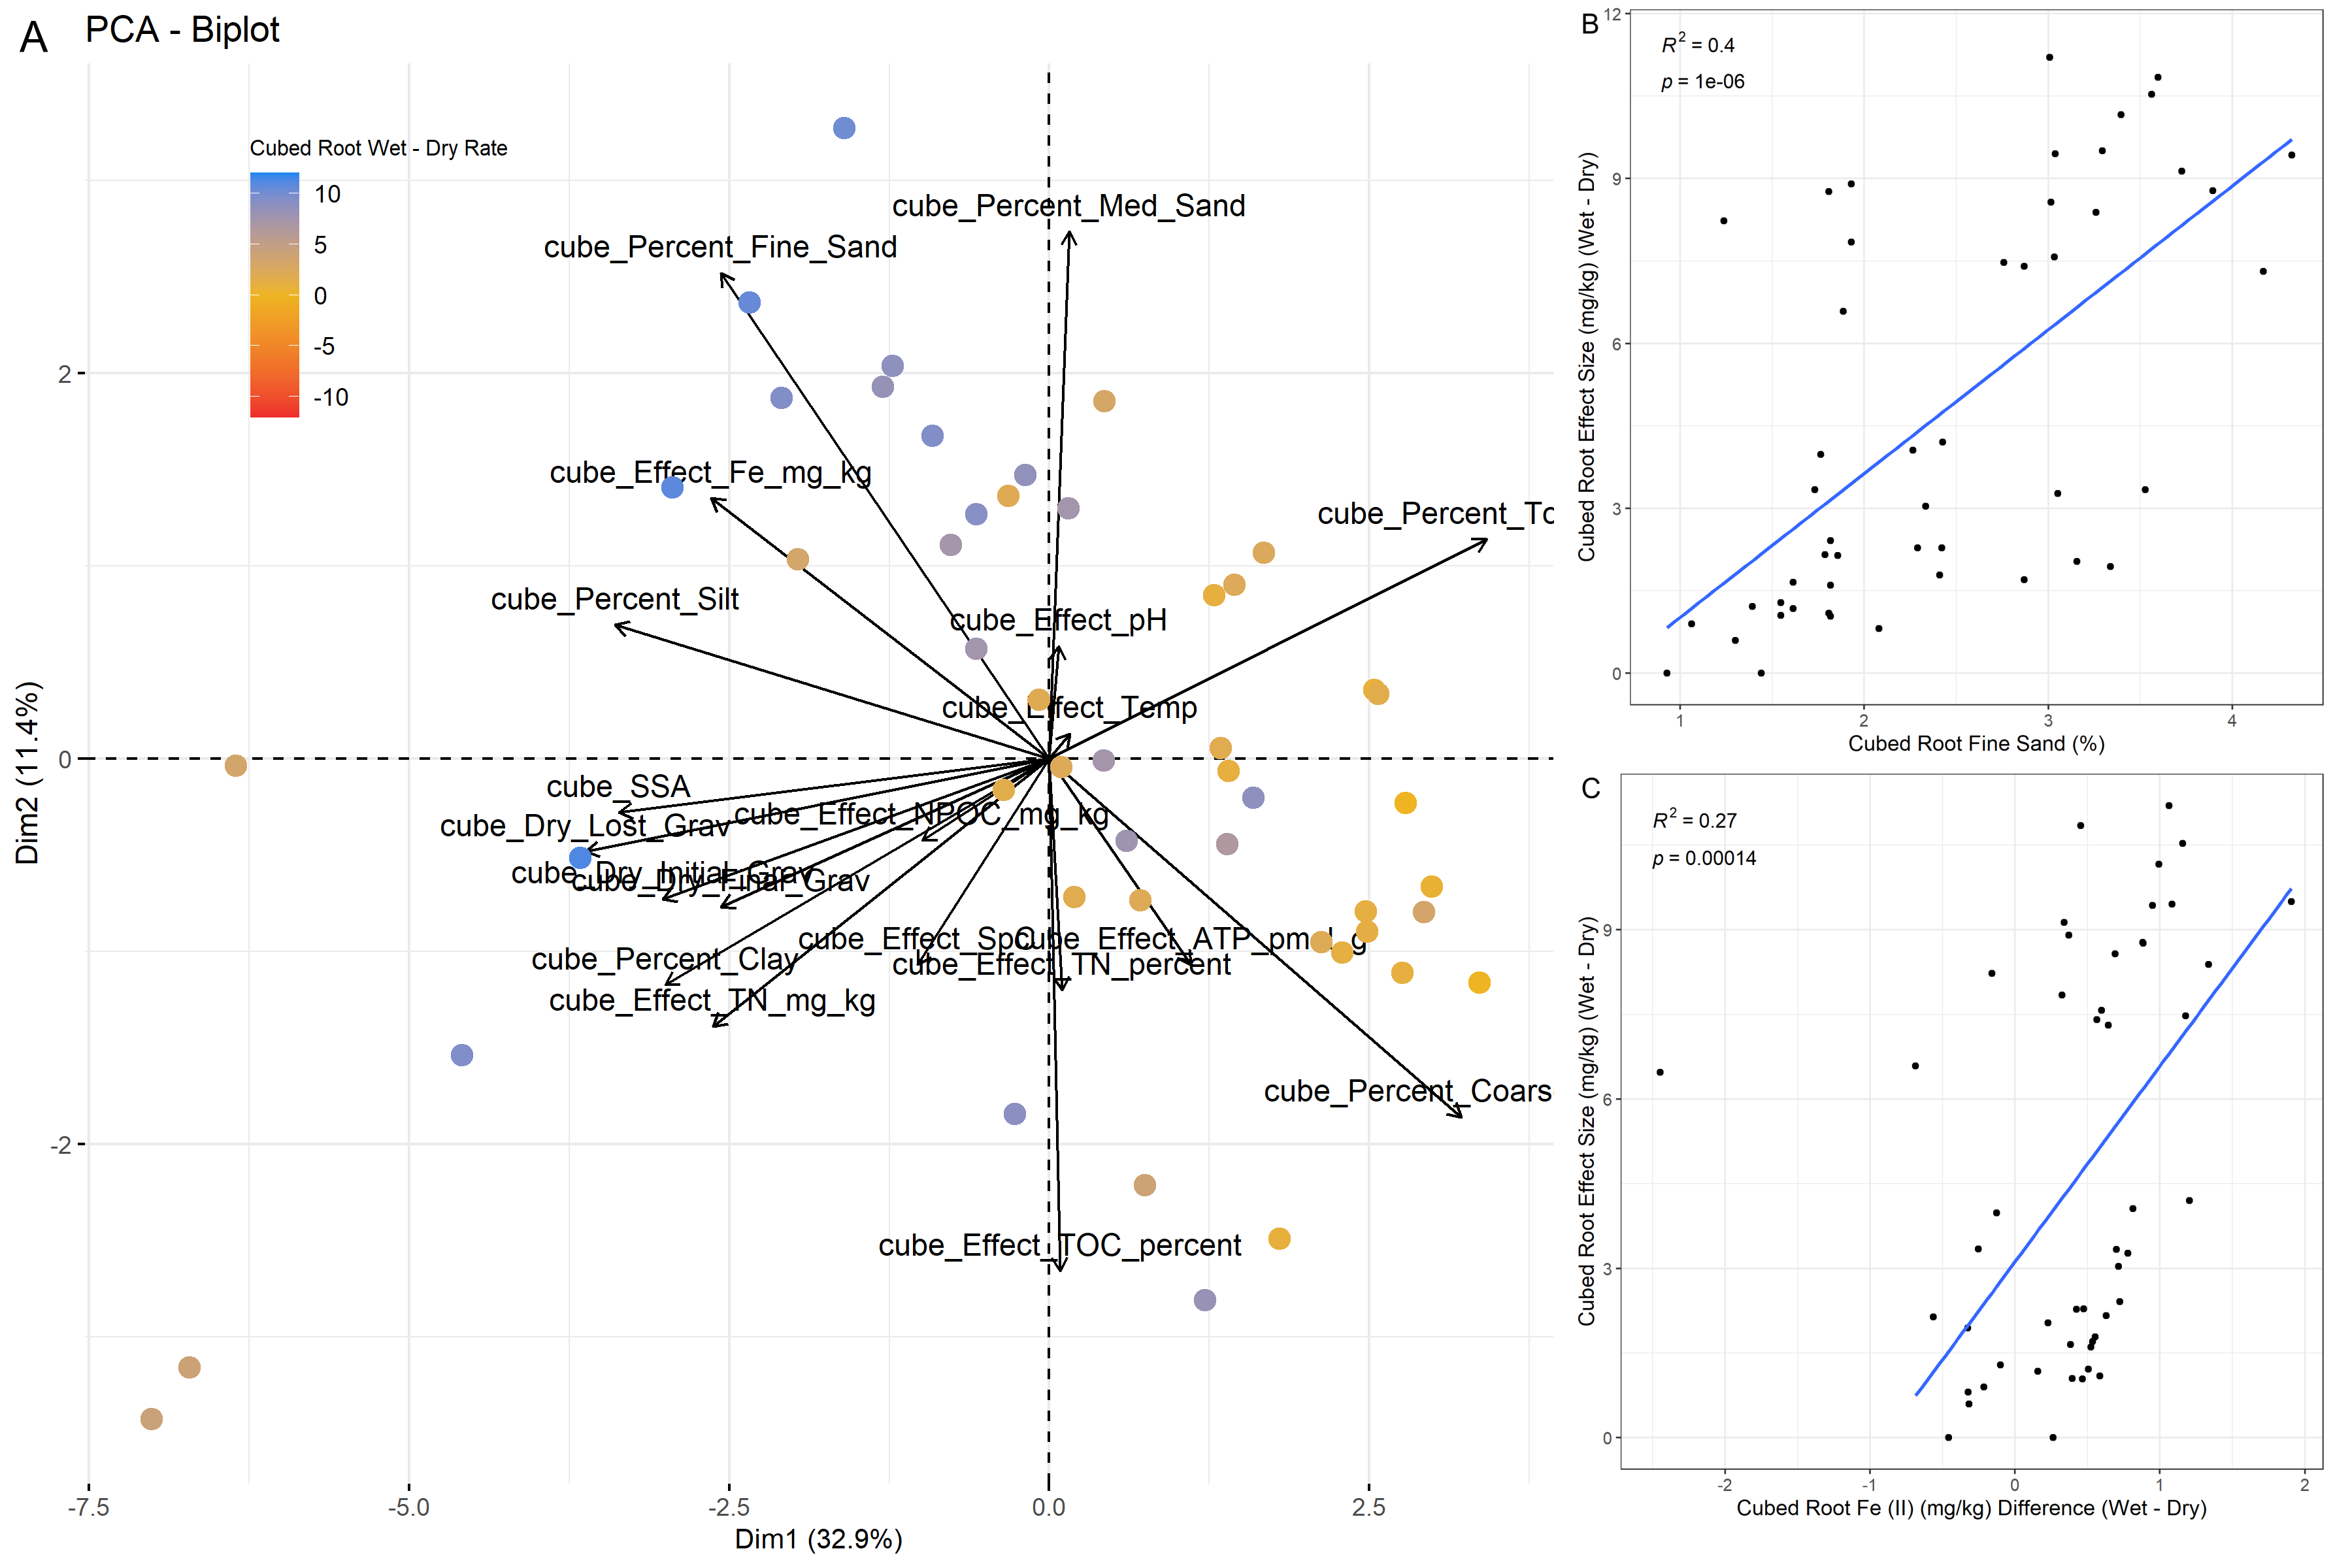 A
PCA - Biplot
Cubed Root Wet - Dry Rate
10
5
0
-5
-10
cube_Percent_Med_Sand
cube_Percent_Fine_Sand
cube_Effect_Fe_mg_kg
cube_Percent_To
cube_Percent_Silt
cube_Effect_pH
cube_Effect_Temp
cube_SSA
cube_Effect_NPOC_mg_kg
cube_Dry_Lost_Grav
cube_Dry_Initial_Grav
cube_Dry_Final_Grav
cube_Effect_SpC
cube_Effect_ATP_pmol_g
cube_Percent_Clay
cube_Effect_TN_percent
cube_Effect_TN_mg_kg
cube_Percent_Coars
cube_Effect_TOC_percent
2
0
-2
Dim2 (11.4%)
-7.5
-5.0
-2.5
0.0
2.5
Dim1 (32.9%)
B
R2 = 0.4
p = 1e-06
12
9
6
3
0
Cubed Root Effect Size (mg/kg) (Wet - Dry)
1
2
3
4
Cubed Root Fine Sand (%)
C
R2 = 0.27
p = 0.00014
9
6
3
0
Cubed Root Effect Size (mg/kg) (Wet - Dry)
-2
-1
0
1
2
Cubed Root Fe (II) (mg/kg) Difference (Wet - Dry)